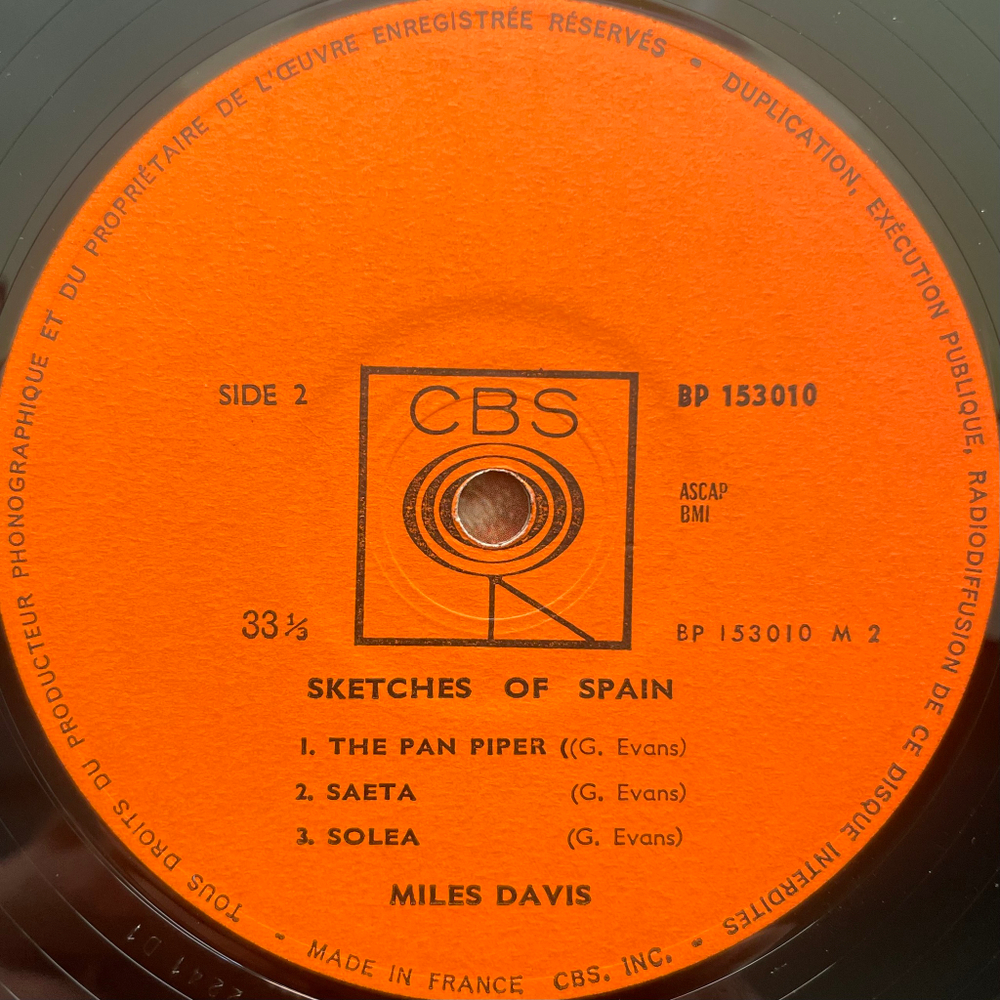 TOUS DROITS DU PRODUCTEUR PHONOGRAPHIQUE ET DU PROPRIÉTAIRE DE L'ŒUVRE ENREGISTRÉE RÉSERVÉS • DUPLICATION, EXÉCUTION PUBLIQUE, RADIODIFFUSION DE CE DISQUE INTERDITES •
SIDE 2
CBS
BP 153010
ASCAP
BMI
33 ⅓
BP 153010 M 2
SKETCHES OF SPAIN
1. THE PAN PIPER ((G. Evans)
2. SAETA (G. Evans)
3. SOLEA (G. Evans)
MILES DAVIS
- MADE IN FRANCE CBS. INC.